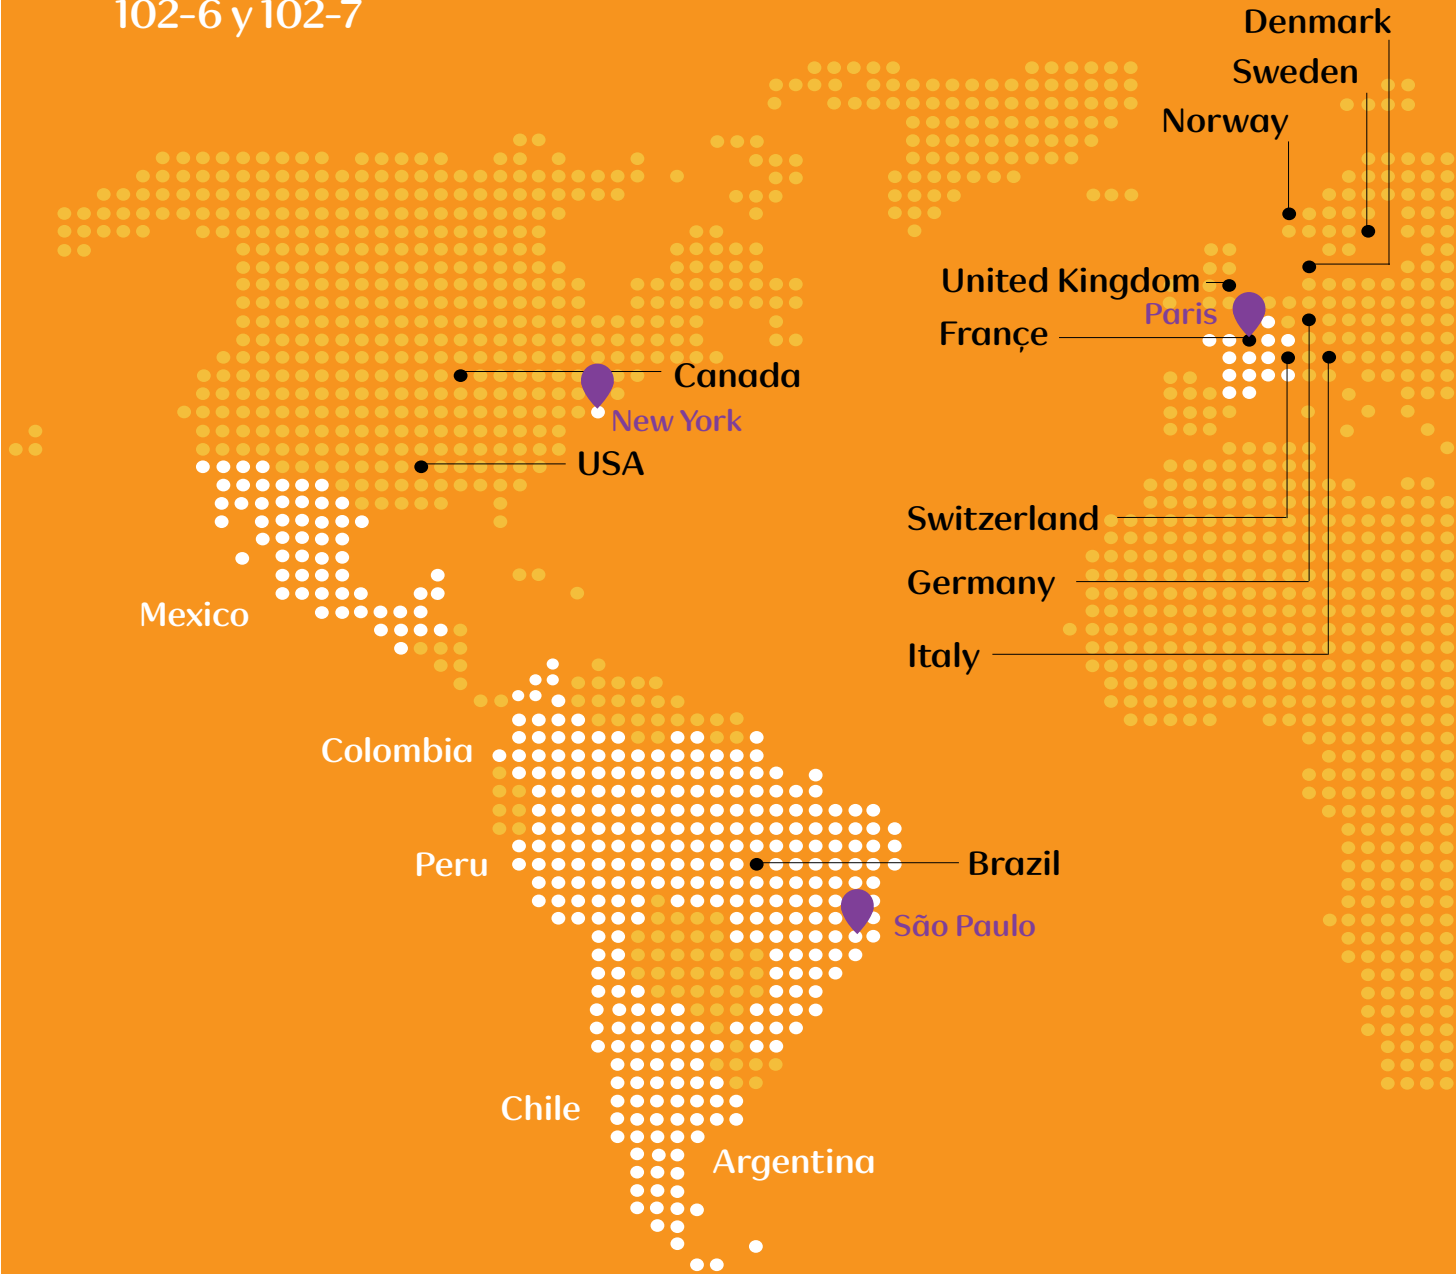 102-6 y 102-7
Denmark
Sweden
Norway
United Kingdom
Paris
Françe
Canada
New York
USA
Switzerland
Germany
Mexico
Italy
Colombia
Peru
Brazil
São Paulo
Chile
Argentina